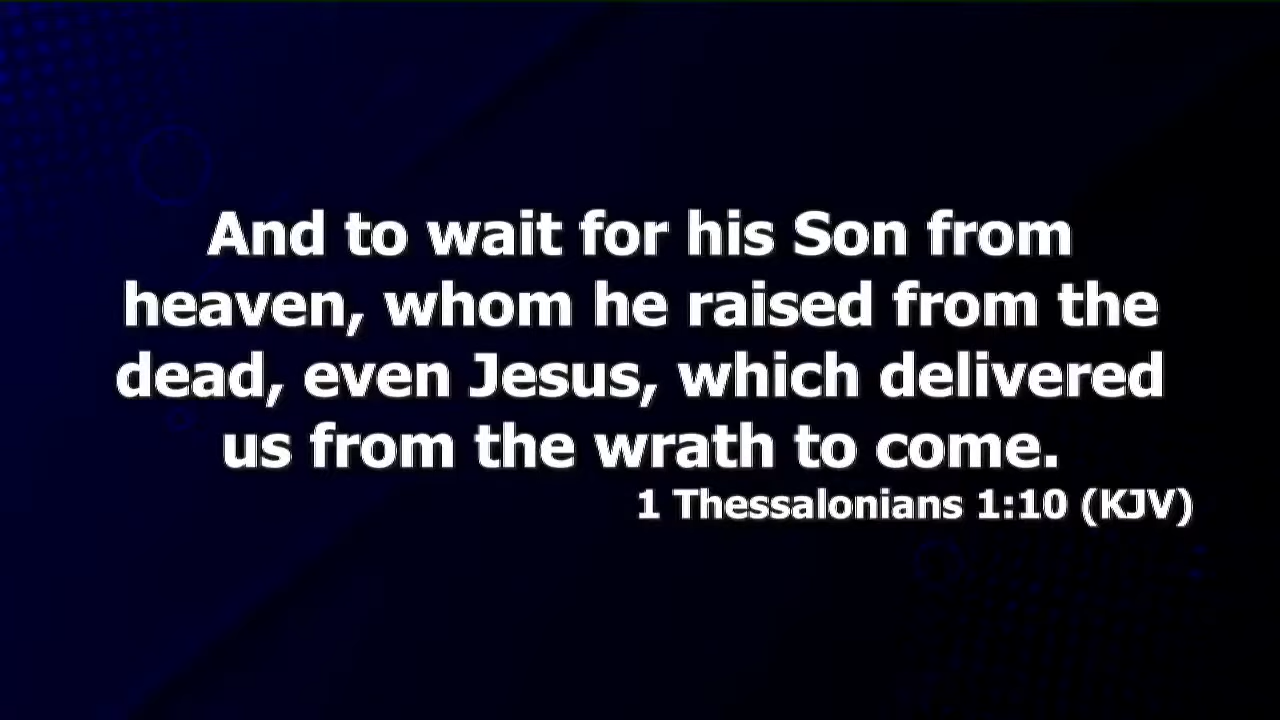 And to wait for his Son from
heaven, whom he raised from the
dead, even Jesus, which delivered
us from the wrath to come.
1 Thessalonians 1:10 (KJV)